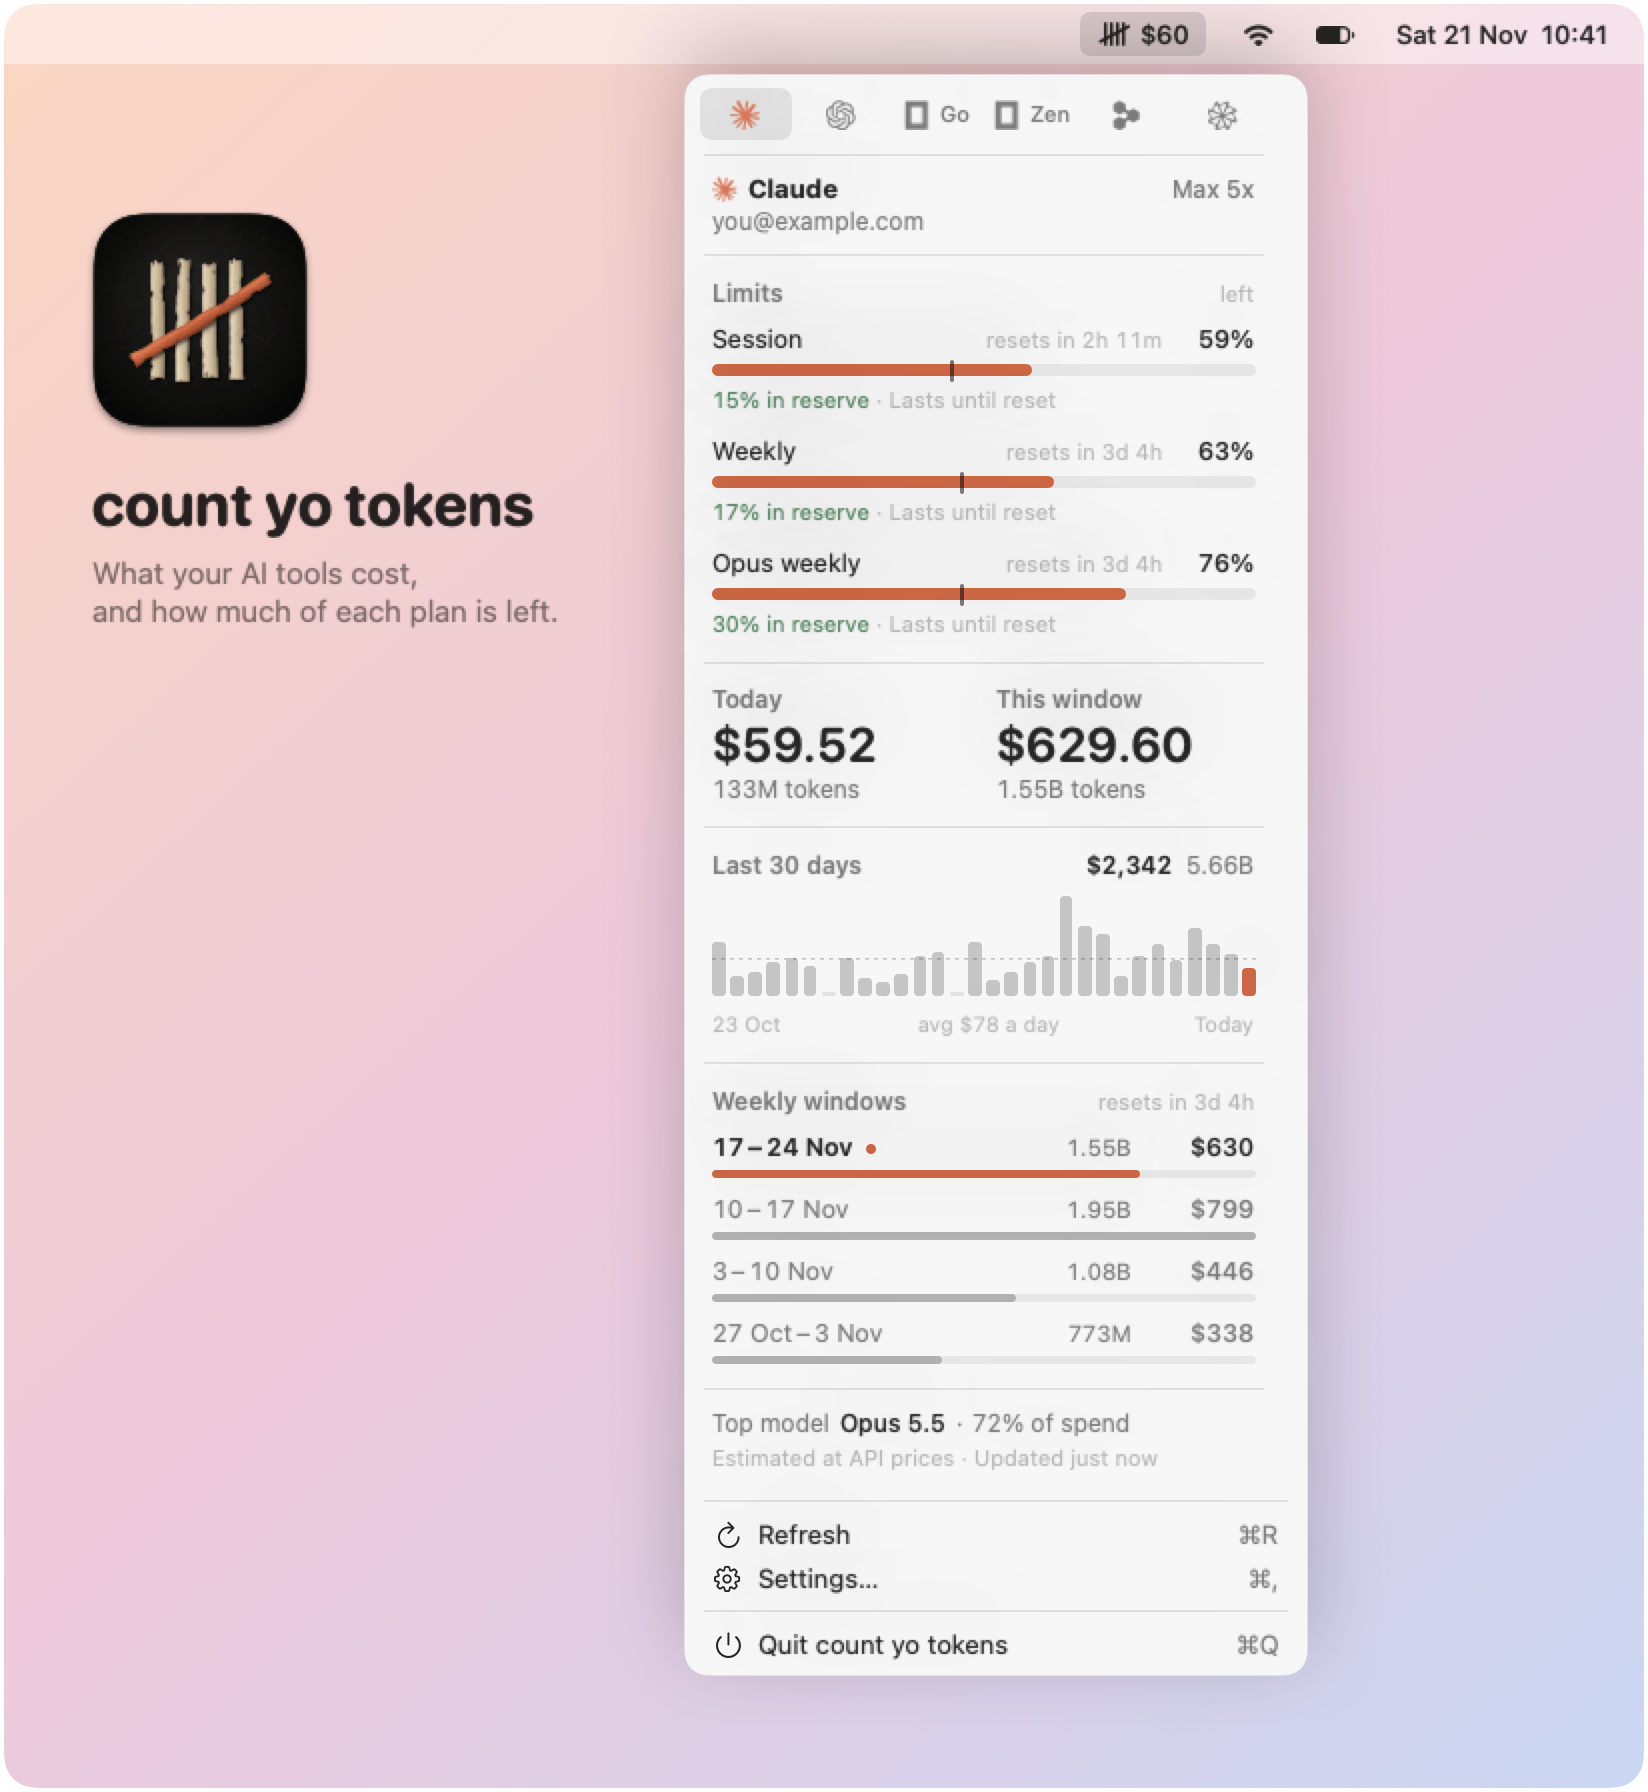 $60 Sat 21 Nov 10:41
Go Zen
Claude Max 5x
you@example.com
Limits left
Session resets in 2h 11m 59%
15% in reserve · Lasts until reset
Weekly resets in 3d 4h 63%
17% in reserve · Lasts until reset
Opus weekly resets in 3d 4h 76%
30% in reserve · Lasts until reset
count yo tokens
What your AI tools cost,
and how much of each plan is left.
Today This window
$59.52 $629.60
133M tokens 1.55B tokens
Last 30 days $2,342 5.66B
23 Oct avg $78 a day Today
Weekly windows resets in 3d 4h
17 – 24 Nov 1.55B $630
10 – 17 Nov 1.95B $799
3 – 10 Nov 1.08B $446
27 Oct – 3 Nov 773M $338
Top model Opus 5.5 · 72% of spend
Estimated at API prices · Updated just now
Refresh ⌘R
Settings... ⌘,
Quit count yo tokens ⌘Q